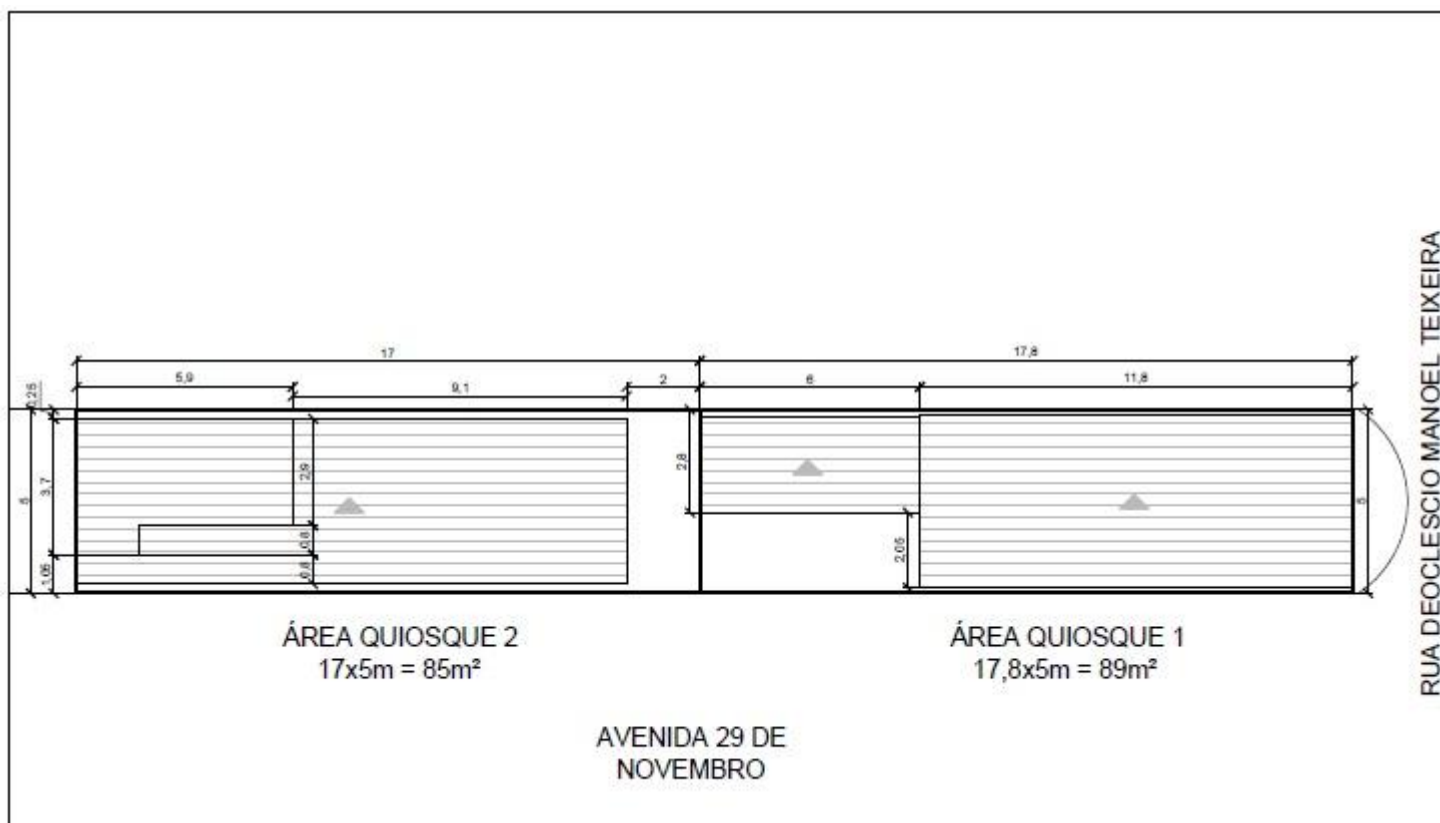 17
17,8
5,9
9,1
2
6
11,8
0,25
5
3,7
1,05
2,9
0,8
0,8
2,8
2,05
5
ÁREA QUIOSQUE 2
17x5m = 85m²
ÁREA QUIOSQUE 1
17,8x5m = 89m²
AVENIDA 29 DE
NOVEMBRO
RUA DEOCLESCIO MANOEL TEIXEIRA